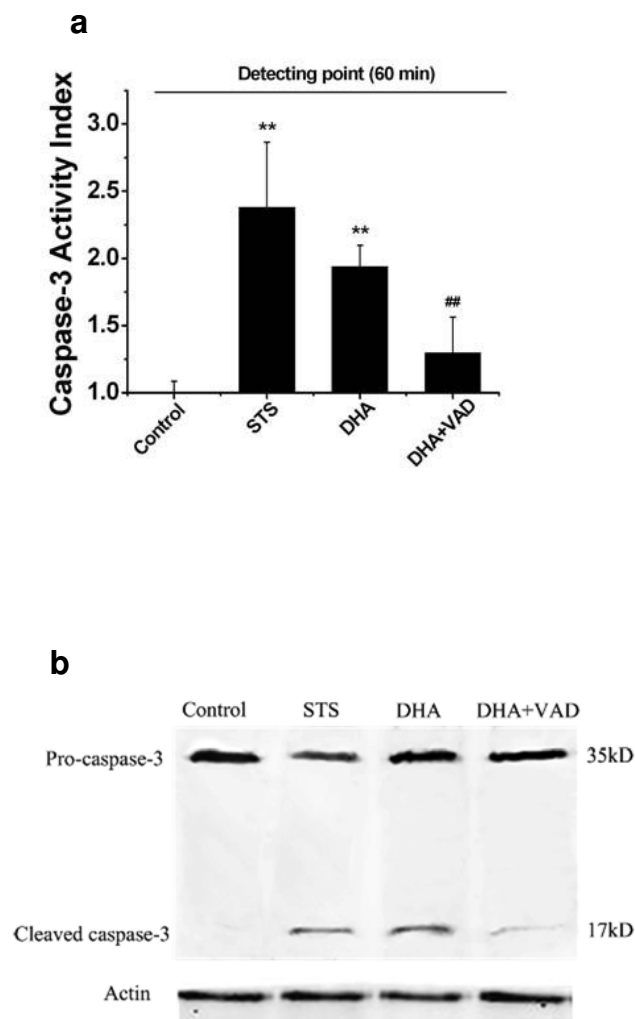 a
Detecting point (60 min)
Caspase-3 Activity Index
3.0
2.5
2.0
1.5
1.0
**
**
##
Control
STS
DHA
DHA+VAD
b
Control STS DHA DHA+VAD
Pro-caspase-3 35kD
Cleaved caspase-3 17kD
Actin